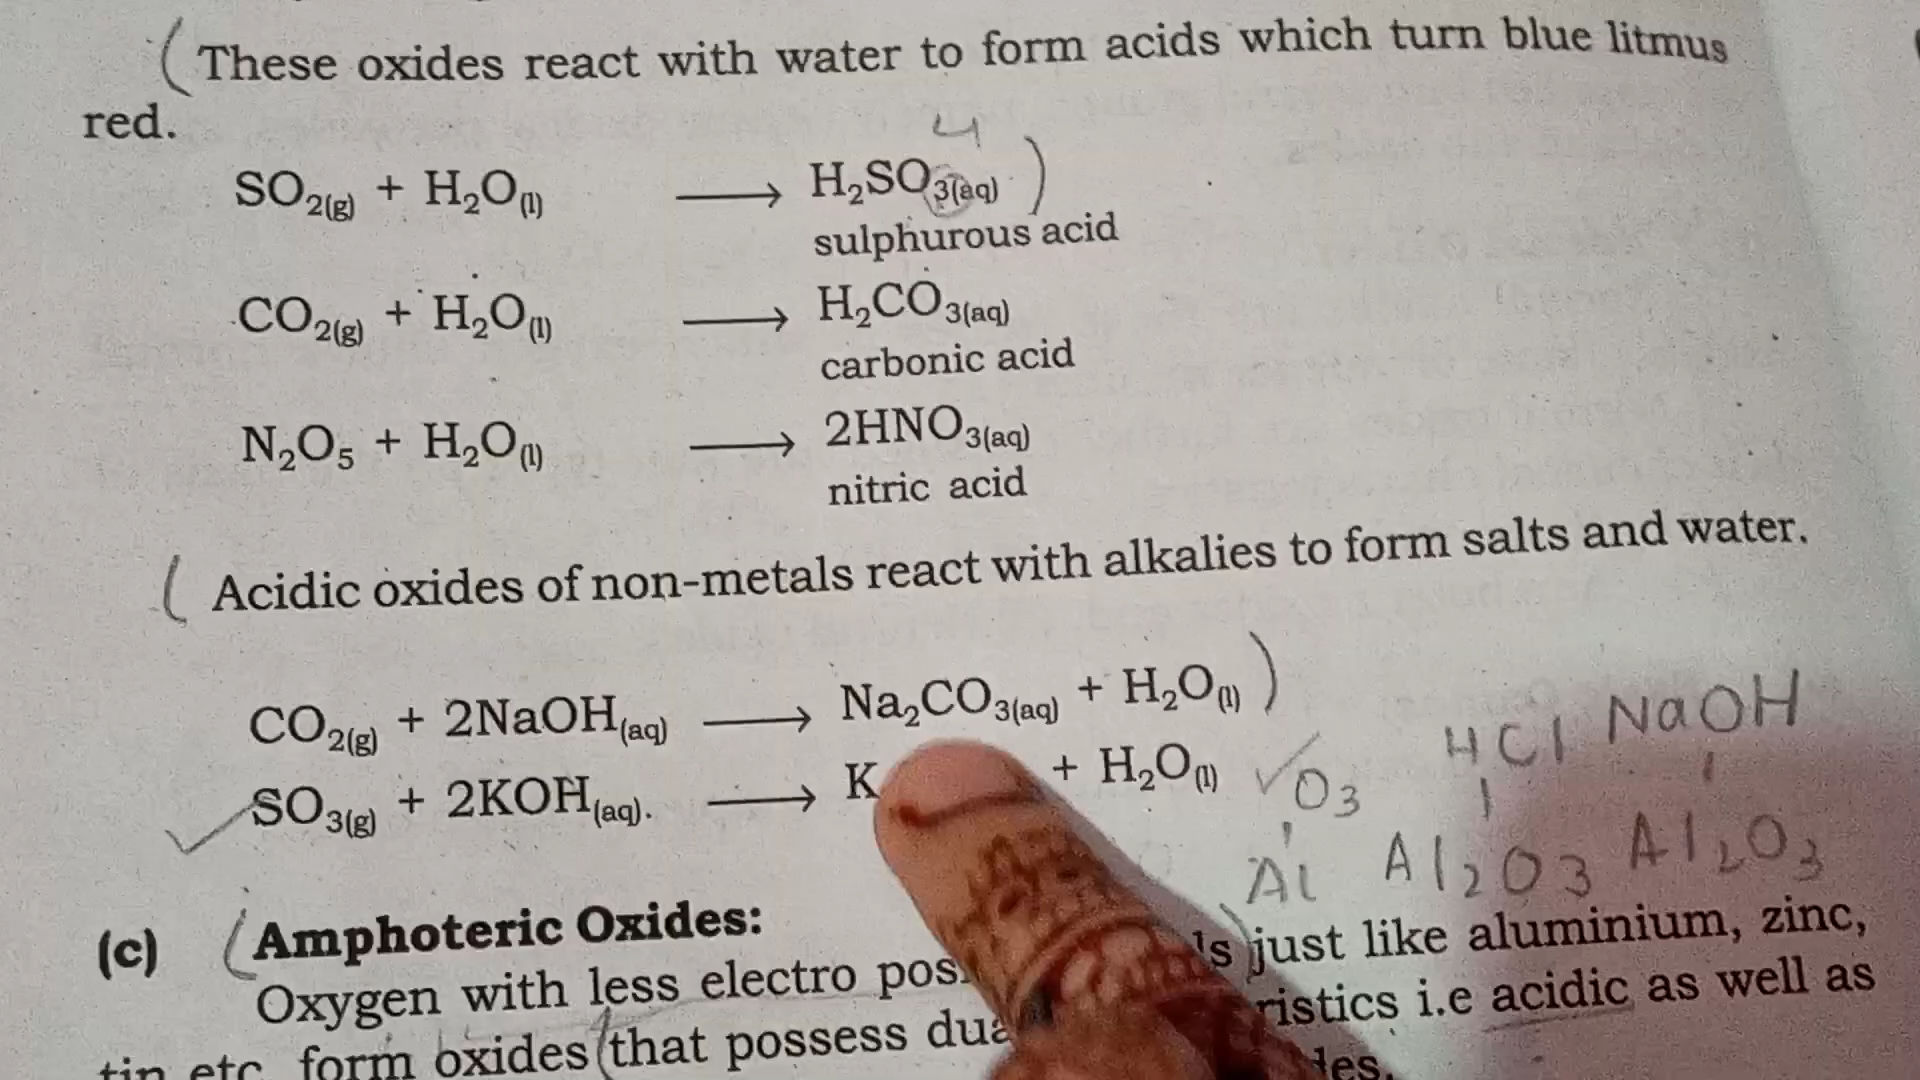 (These oxides react with water to form acids which turn blue litmus
red.
4
SO₂(g) + H₂O(l) ⟶ H₂SO₃(aq) )
sulphurous acid
CO₂(g) + H₂O(l) ⟶ H₂CO₃(aq)
carbonic acid
N₂O₅ + H₂O(l) ⟶ 2HNO₃(aq)
nitric acid
( Acidic oxides of non-metals react with alkalies to form salts and water.
CO₂(g) + 2NaOH(aq) ⟶ Na₂CO₃(aq) + H₂O(l) )
✓ SO₃(g) + 2KOH(aq). ⟶ K + H₂O(l) ✓
HCl NaOH
O₃
Al Al₂O₃ Al₂O₃
(c) (Amphoteric Oxides:
Oxygen with less electro just like aluminium, zinc,
tin etc. form oxides (that possess i.e acidic as well as